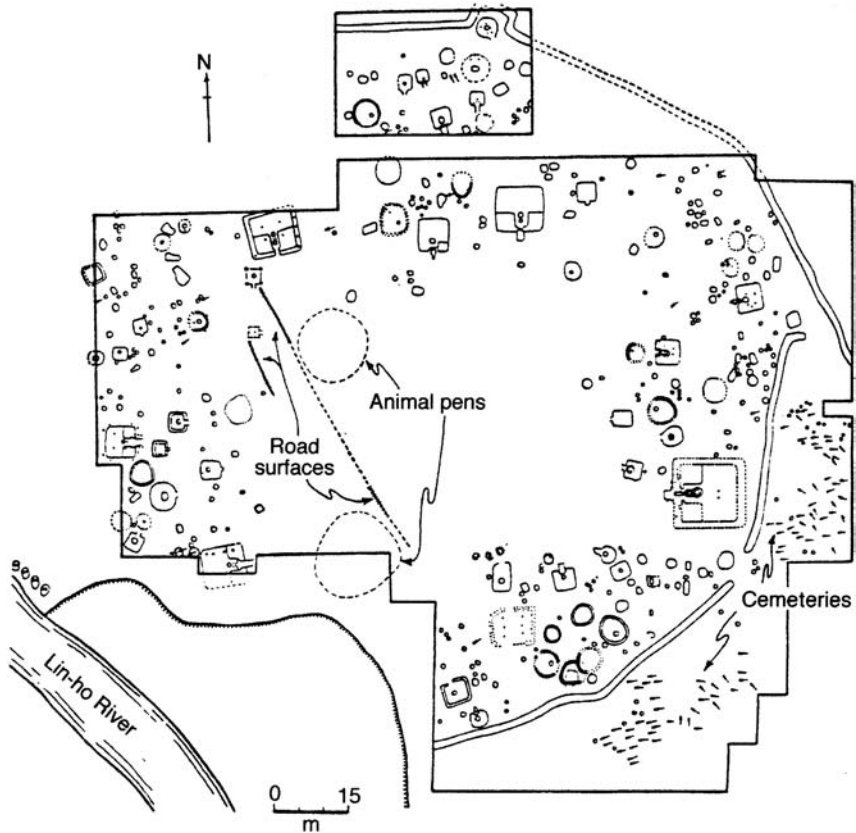 N
Animal pens
Road
surfaces
Cemeteries
Lin-ho River
0 15
m